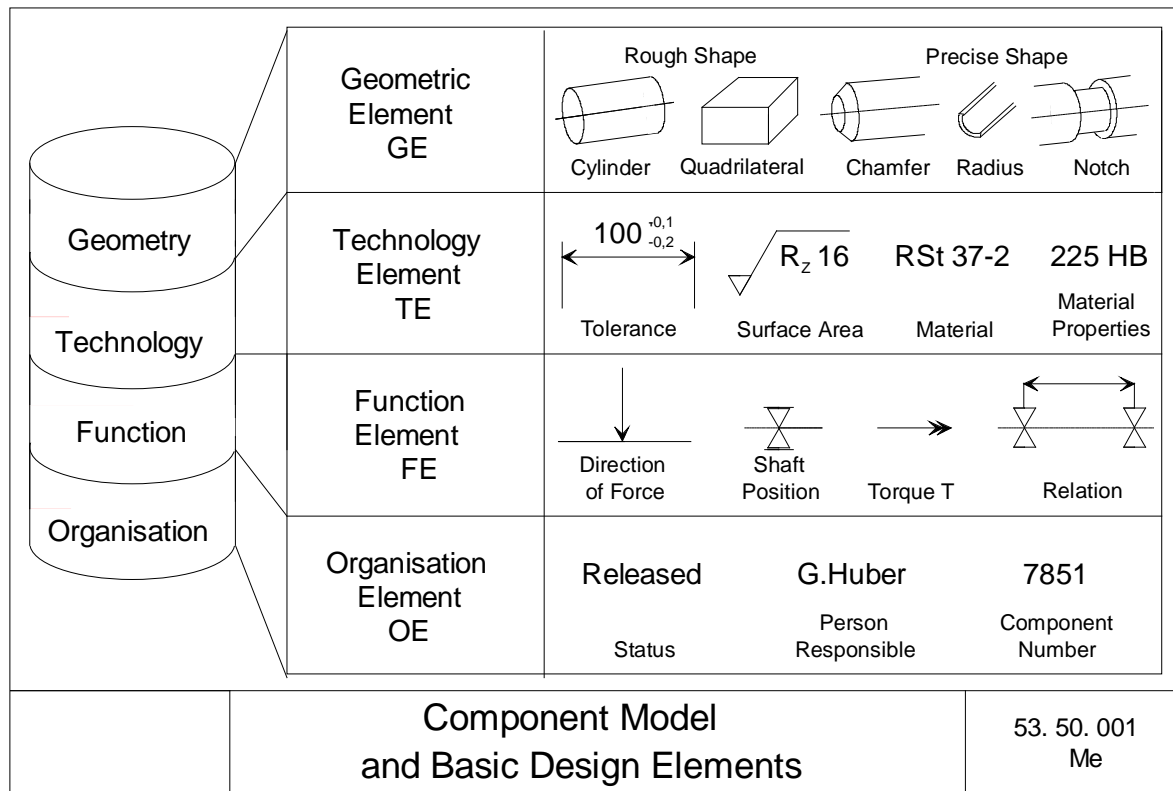 Geometry
Technology
Function
Organisation
Geometric
Element
GE
Rough Shape
Precise Shape
Cylinder
Quadrilateral
Chamfer
Radius
Notch
Technology
Element
TE
100 +0,1
-0,2
Tolerance
Rz 16
Surface Area
RSt 37-2
Material
225 HB
Material
Properties
Function
Element
FE
Direction
of Force
Shaft
Position
Torque T
Relation
Organisation
Element
OE
Released
Status
G.Huber
Person
Responsible
7851
Component
Number
Component Model
and Basic Design Elements
53. 50. 001
Me